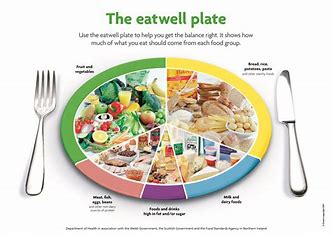 The eatwell plate
Use the eatwell plate to help you get the balance right. It shows how
much of what you eat should come from each food group.
Fruit and
vegetables
Bread, rice,
potatoes, pasta
and other starchy foods
Meat, fish,
eggs, beans
and other non-dairy
sources of protein
Foods and drinks
high in fat and/or sugar
Milk and
dairy foods
Department of Health in association with the Welsh Government, the Scottish Government and the Food Standards Agency in Northern Ireland